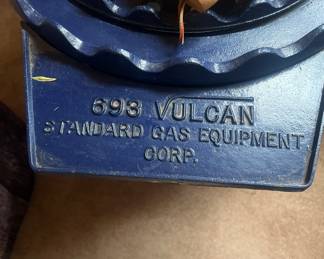 693 VULCAN
STANDARD GAS EQUIPMENT
CORP.